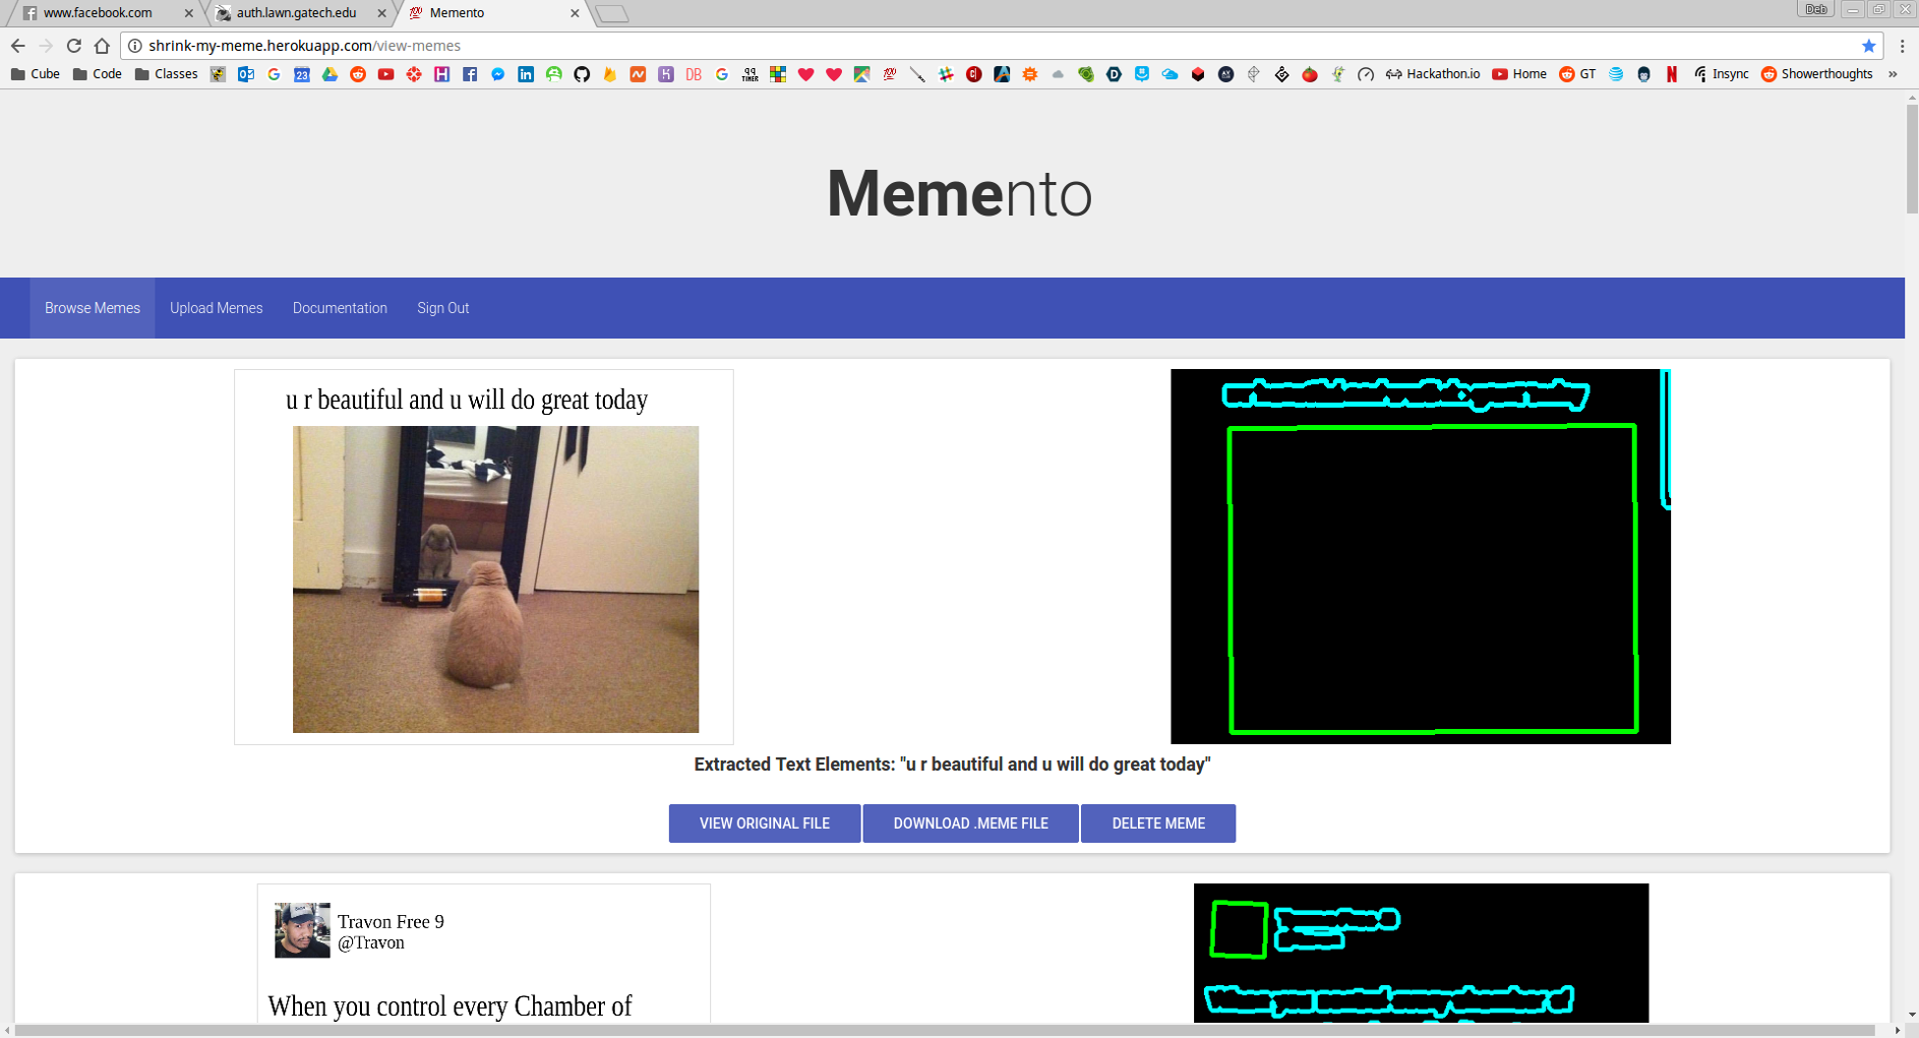 www.facebook.com
auth.lawn.gatech.edu
Memento
Deb
shrink-my-meme.herokuapp.com/view-memes
Cube Code Classes 23 DB TIMER Hackathon.io Home GT Insync Showerthoughts »
Memento
Browse Memes Upload Memes Documentation Sign Out
u r beautiful and u will do great today
Extracted Text Elements: "u r beautiful and u will do great today"
VIEW ORIGINAL FILE DOWNLOAD .MEME FILE DELETE MEME
Travon Free 9
@Travon
When you control every Chamber of